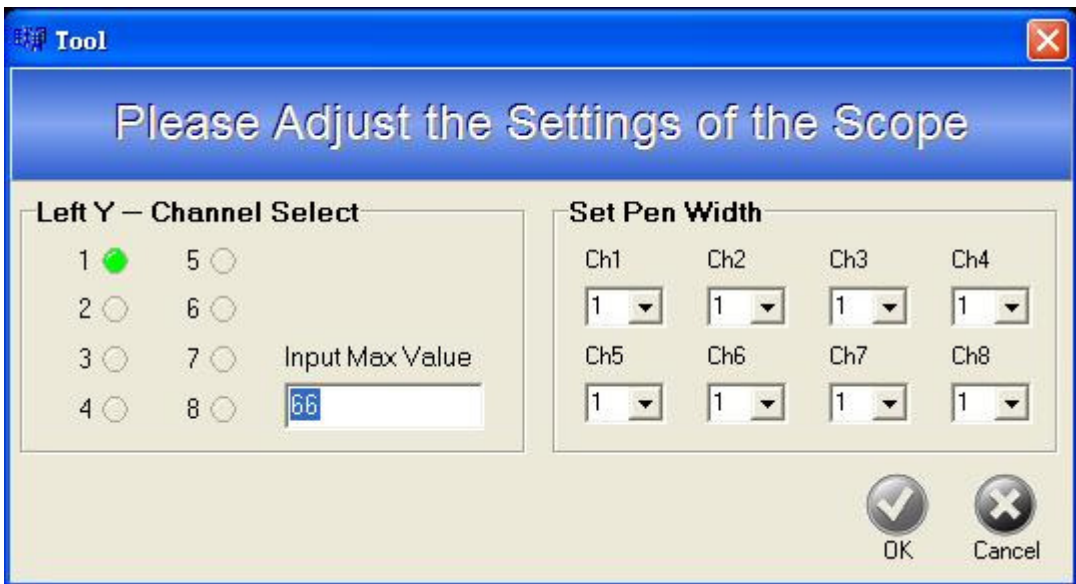 Tool
Please Adjust the Settings of the Scope
Left Y – Channel Select
1 5
2 6
3 7 Input Max Value
4 8 66
Set Pen Width
Ch1 Ch2 Ch3 Ch4
1 1 1 1
Ch5 Ch6 Ch7 Ch8
1 1 1 1
OK Cancel